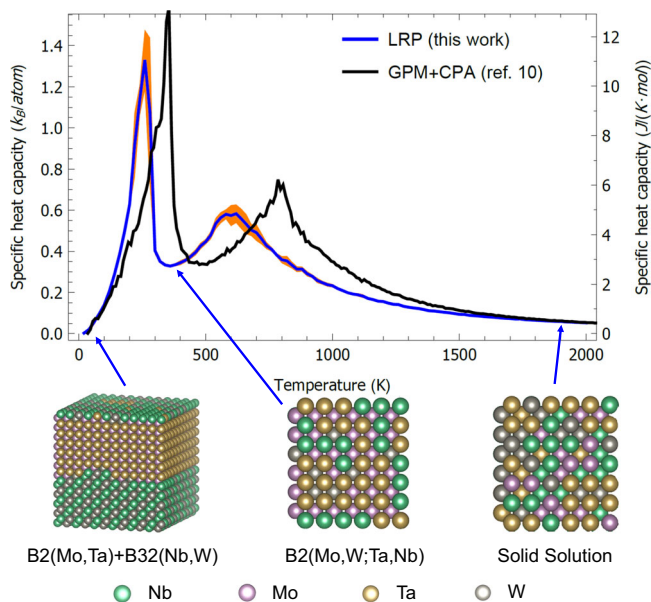 LRP (this work)
GPM+CPA (ref. 10)
Specific heat capacity (k_B/atom)
1.4
1.2
1.0
0.8
0.6
0.4
0.2
0.0
Specific heat capacity (J/(K·mol))
12
10
8
6
4
2
0
0 500 1000 1500 2000
Temperature (K)
B2(Mo,Ta)+B32(Nb,W) B2(Mo,W;Ta,Nb) Solid Solution
Nb Mo Ta W